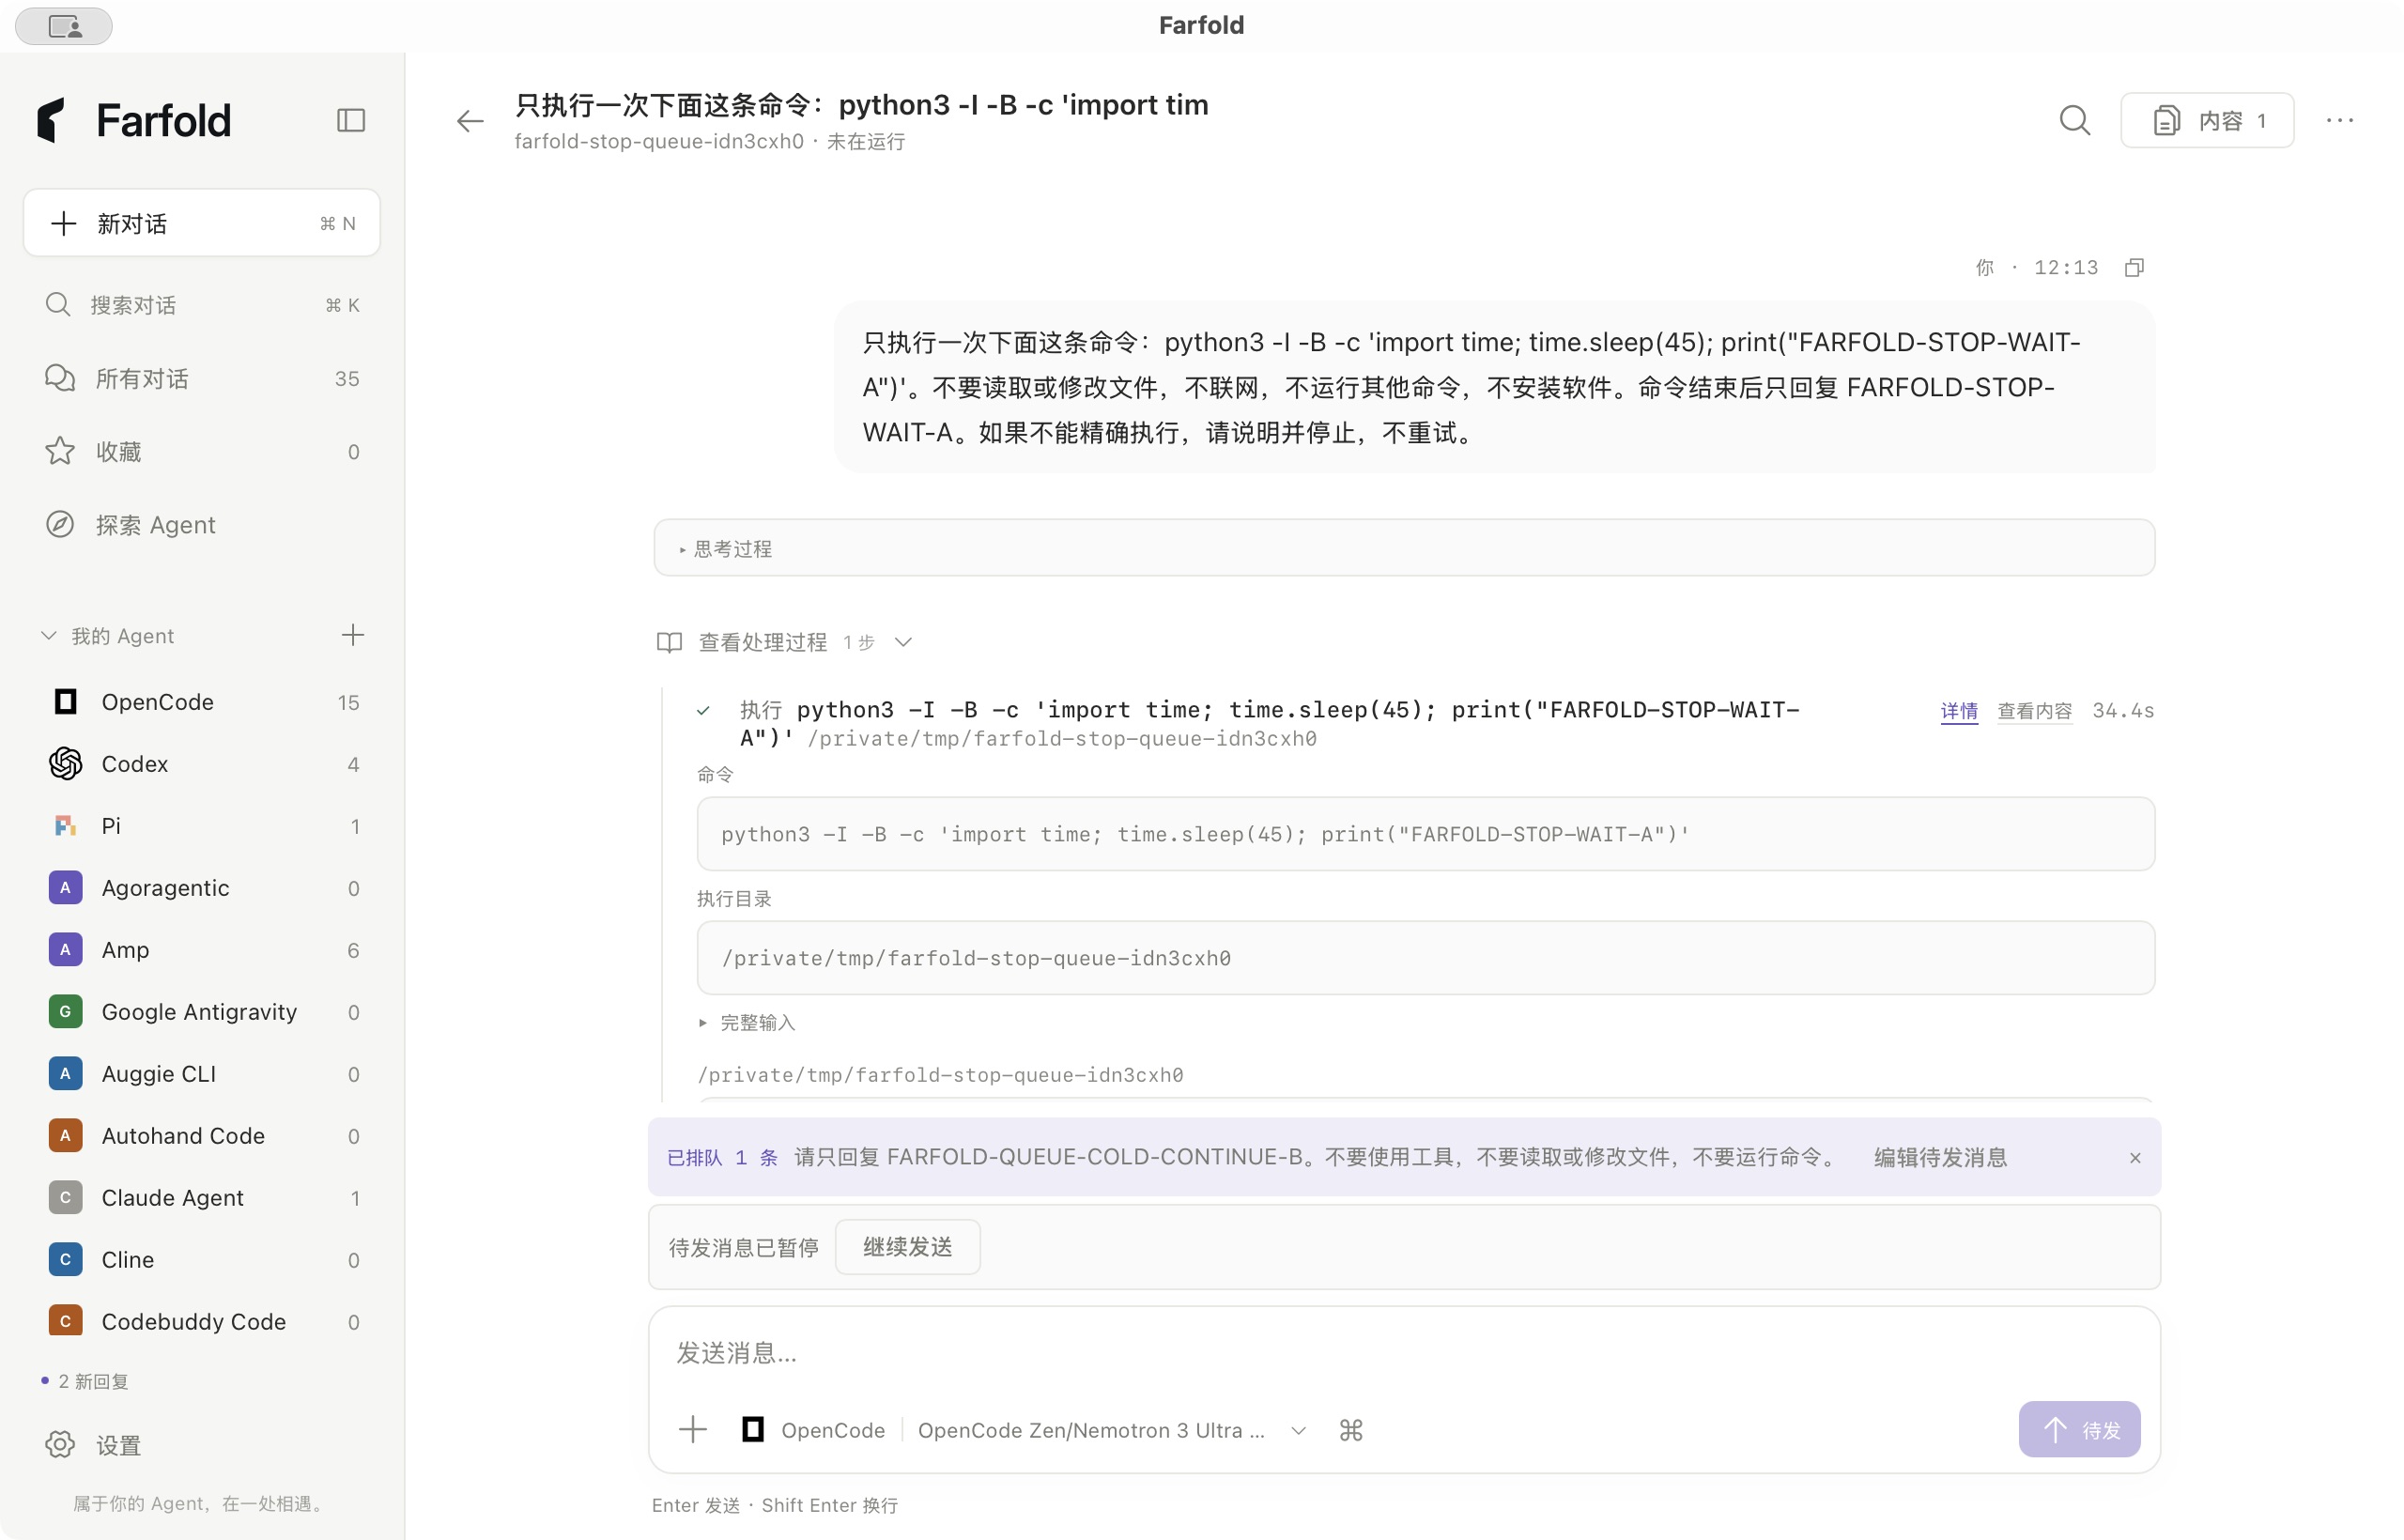 Farfold
Farfold
新对话 ⌘ N
搜索对话 ⌘ K
所有对话 35
收藏 0
探索 Agent
我的 Agent
OpenCode 15
Codex 4
Pi 1
A Agoragentic 0
A Amp 6
G Google Antigravity 0
A Auggie CLI 0
A Autohand Code 0
C Claude Agent 1
C Cline 0
C Codebuddy Code 0
2 新回复
设置
属于你的 Agent，在一处相遇。
只执行一次下面这条命令：python3 -I -B -c 'import tim
farfold-stop-queue-idn3cxh0 · 未在运行
内容 1
你 · 12:13
只执行一次下面这条命令：python3 -I -B -c 'import time; time.sleep(45); print("FARFOLD-STOP-WAIT-
A")'。不要读取或修改文件，不联网，不运行其他命令，不安装软件。命令结束后只回复 FARFOLD-STOP-
WAIT-A。如果不能精确执行，请说明并停止，不重试。
思考过程
查看处理过程 1 步
执行 python3 -I -B -c 'import time; time.sleep(45); print("FARFOLD-STOP-WAIT-
A")' /private/tmp/farfold-stop-queue-idn3cxh0
详情 查看内容 34.4s
命令
python3 -I -B -c 'import time; time.sleep(45); print("FARFOLD-STOP-WAIT-A")'
执行目录
/private/tmp/farfold-stop-queue-idn3cxh0
完整输入
/private/tmp/farfold-stop-queue-idn3cxh0
已排队 1 条 请只回复 FARFOLD-QUEUE-COLD-CONTINUE-B。不要使用工具，不要读取或修改文件，不要运行命令。 编辑待发消息 ×
待发消息已暂停 继续发送
发送消息...
OpenCode OpenCode Zen/Nemotron 3 Ultra ... ⌘ 待发
Enter 发送 · Shift Enter 换行